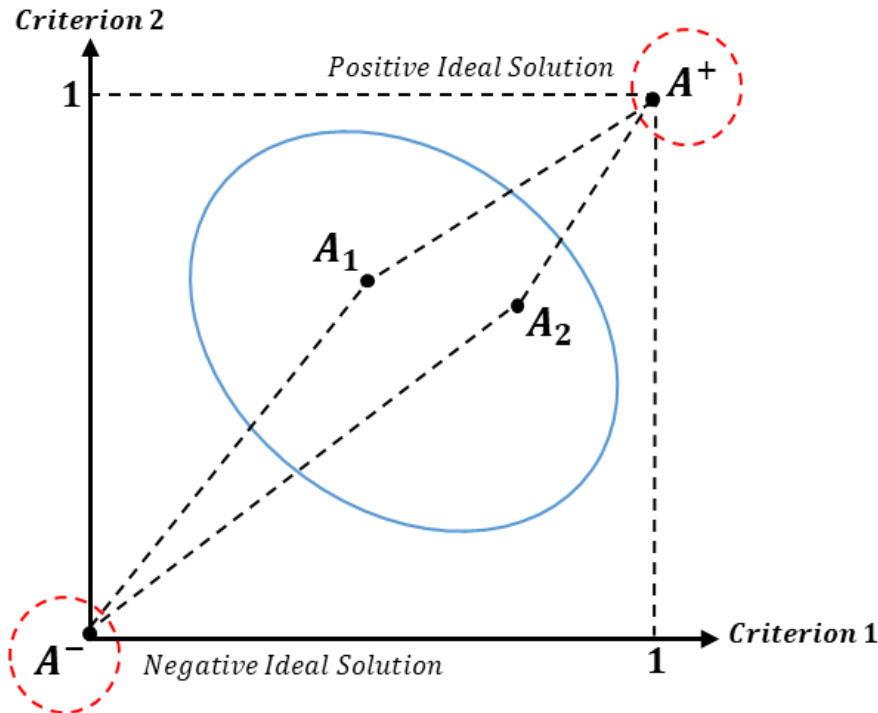 Criterion 2
Positive Ideal Solution
A⁺
1
A₁
A₂
Criterion 1
A⁻
Negative Ideal Solution
1